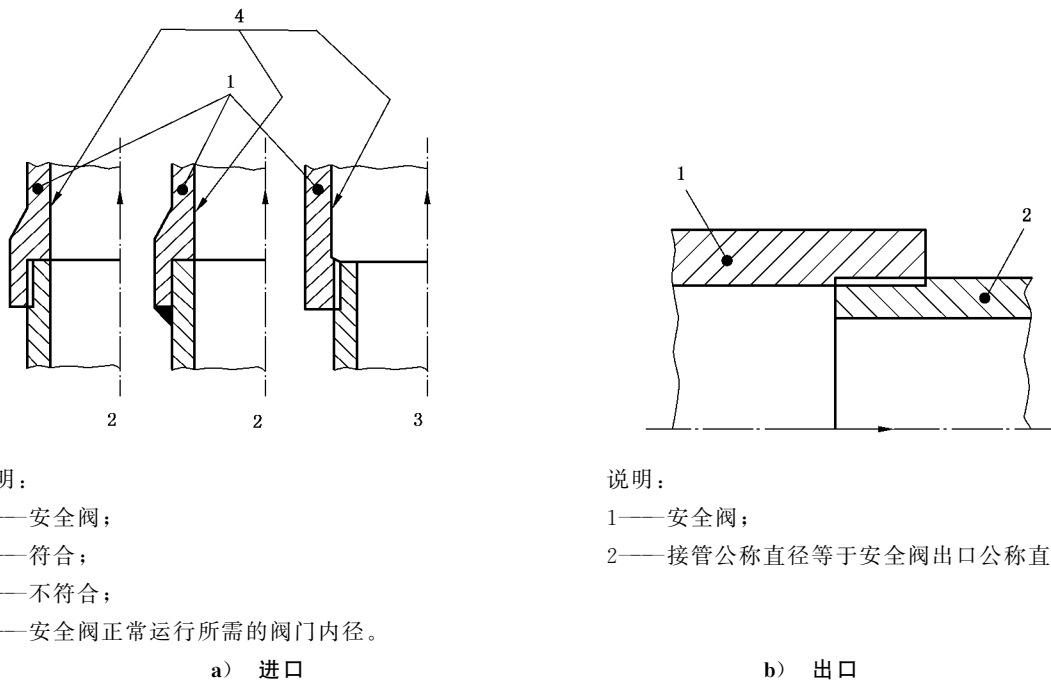 4
1
2
2
3
1
2
明：
——安全阀；
——符合；
——不符合；
——安全阀正常运行所需的阀门内径。
a） 进口
说明：
1——安全阀；
2——接管公称直径等于安全阀出口公称直
b） 出口